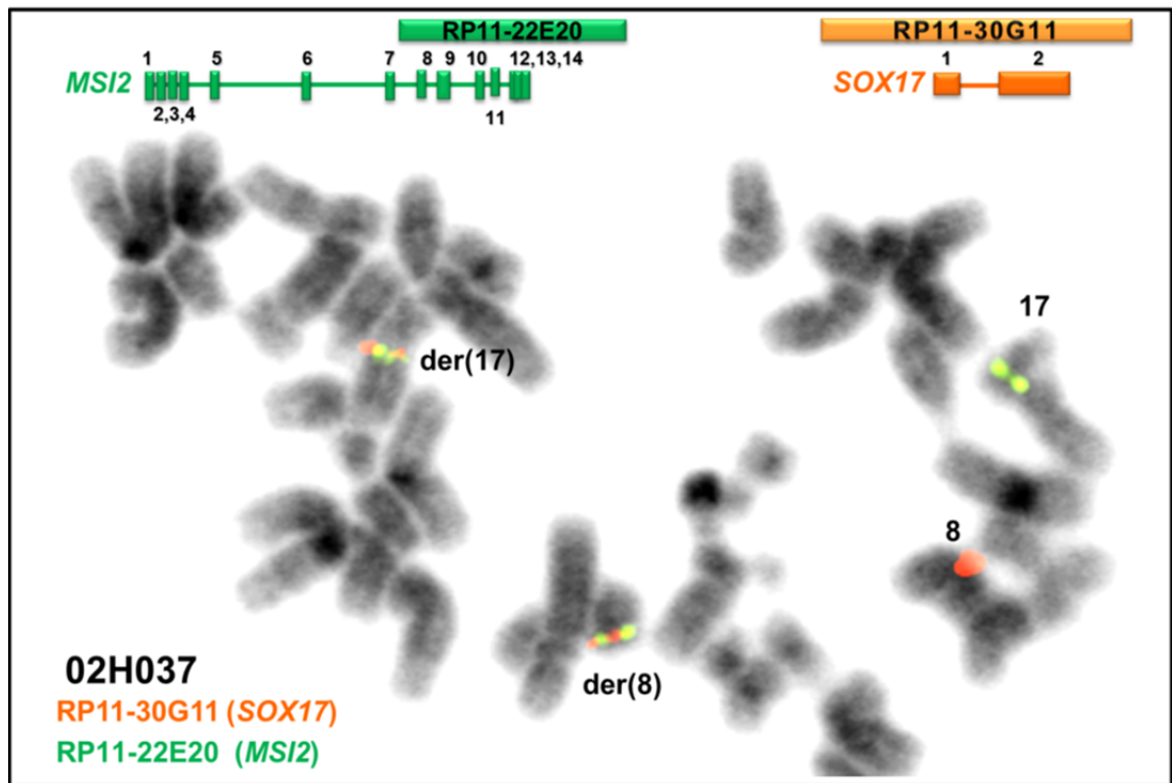 RP11-22E20
RP11-30G11
1 5 6 7 8 9 10 12,13,14
1 2
MSI2
SOX17
2,3,4
11
17
der(17)
8
der(8)
02H037
RP11-30G11 (SOX17)
RP11-22E20 (MSI2)